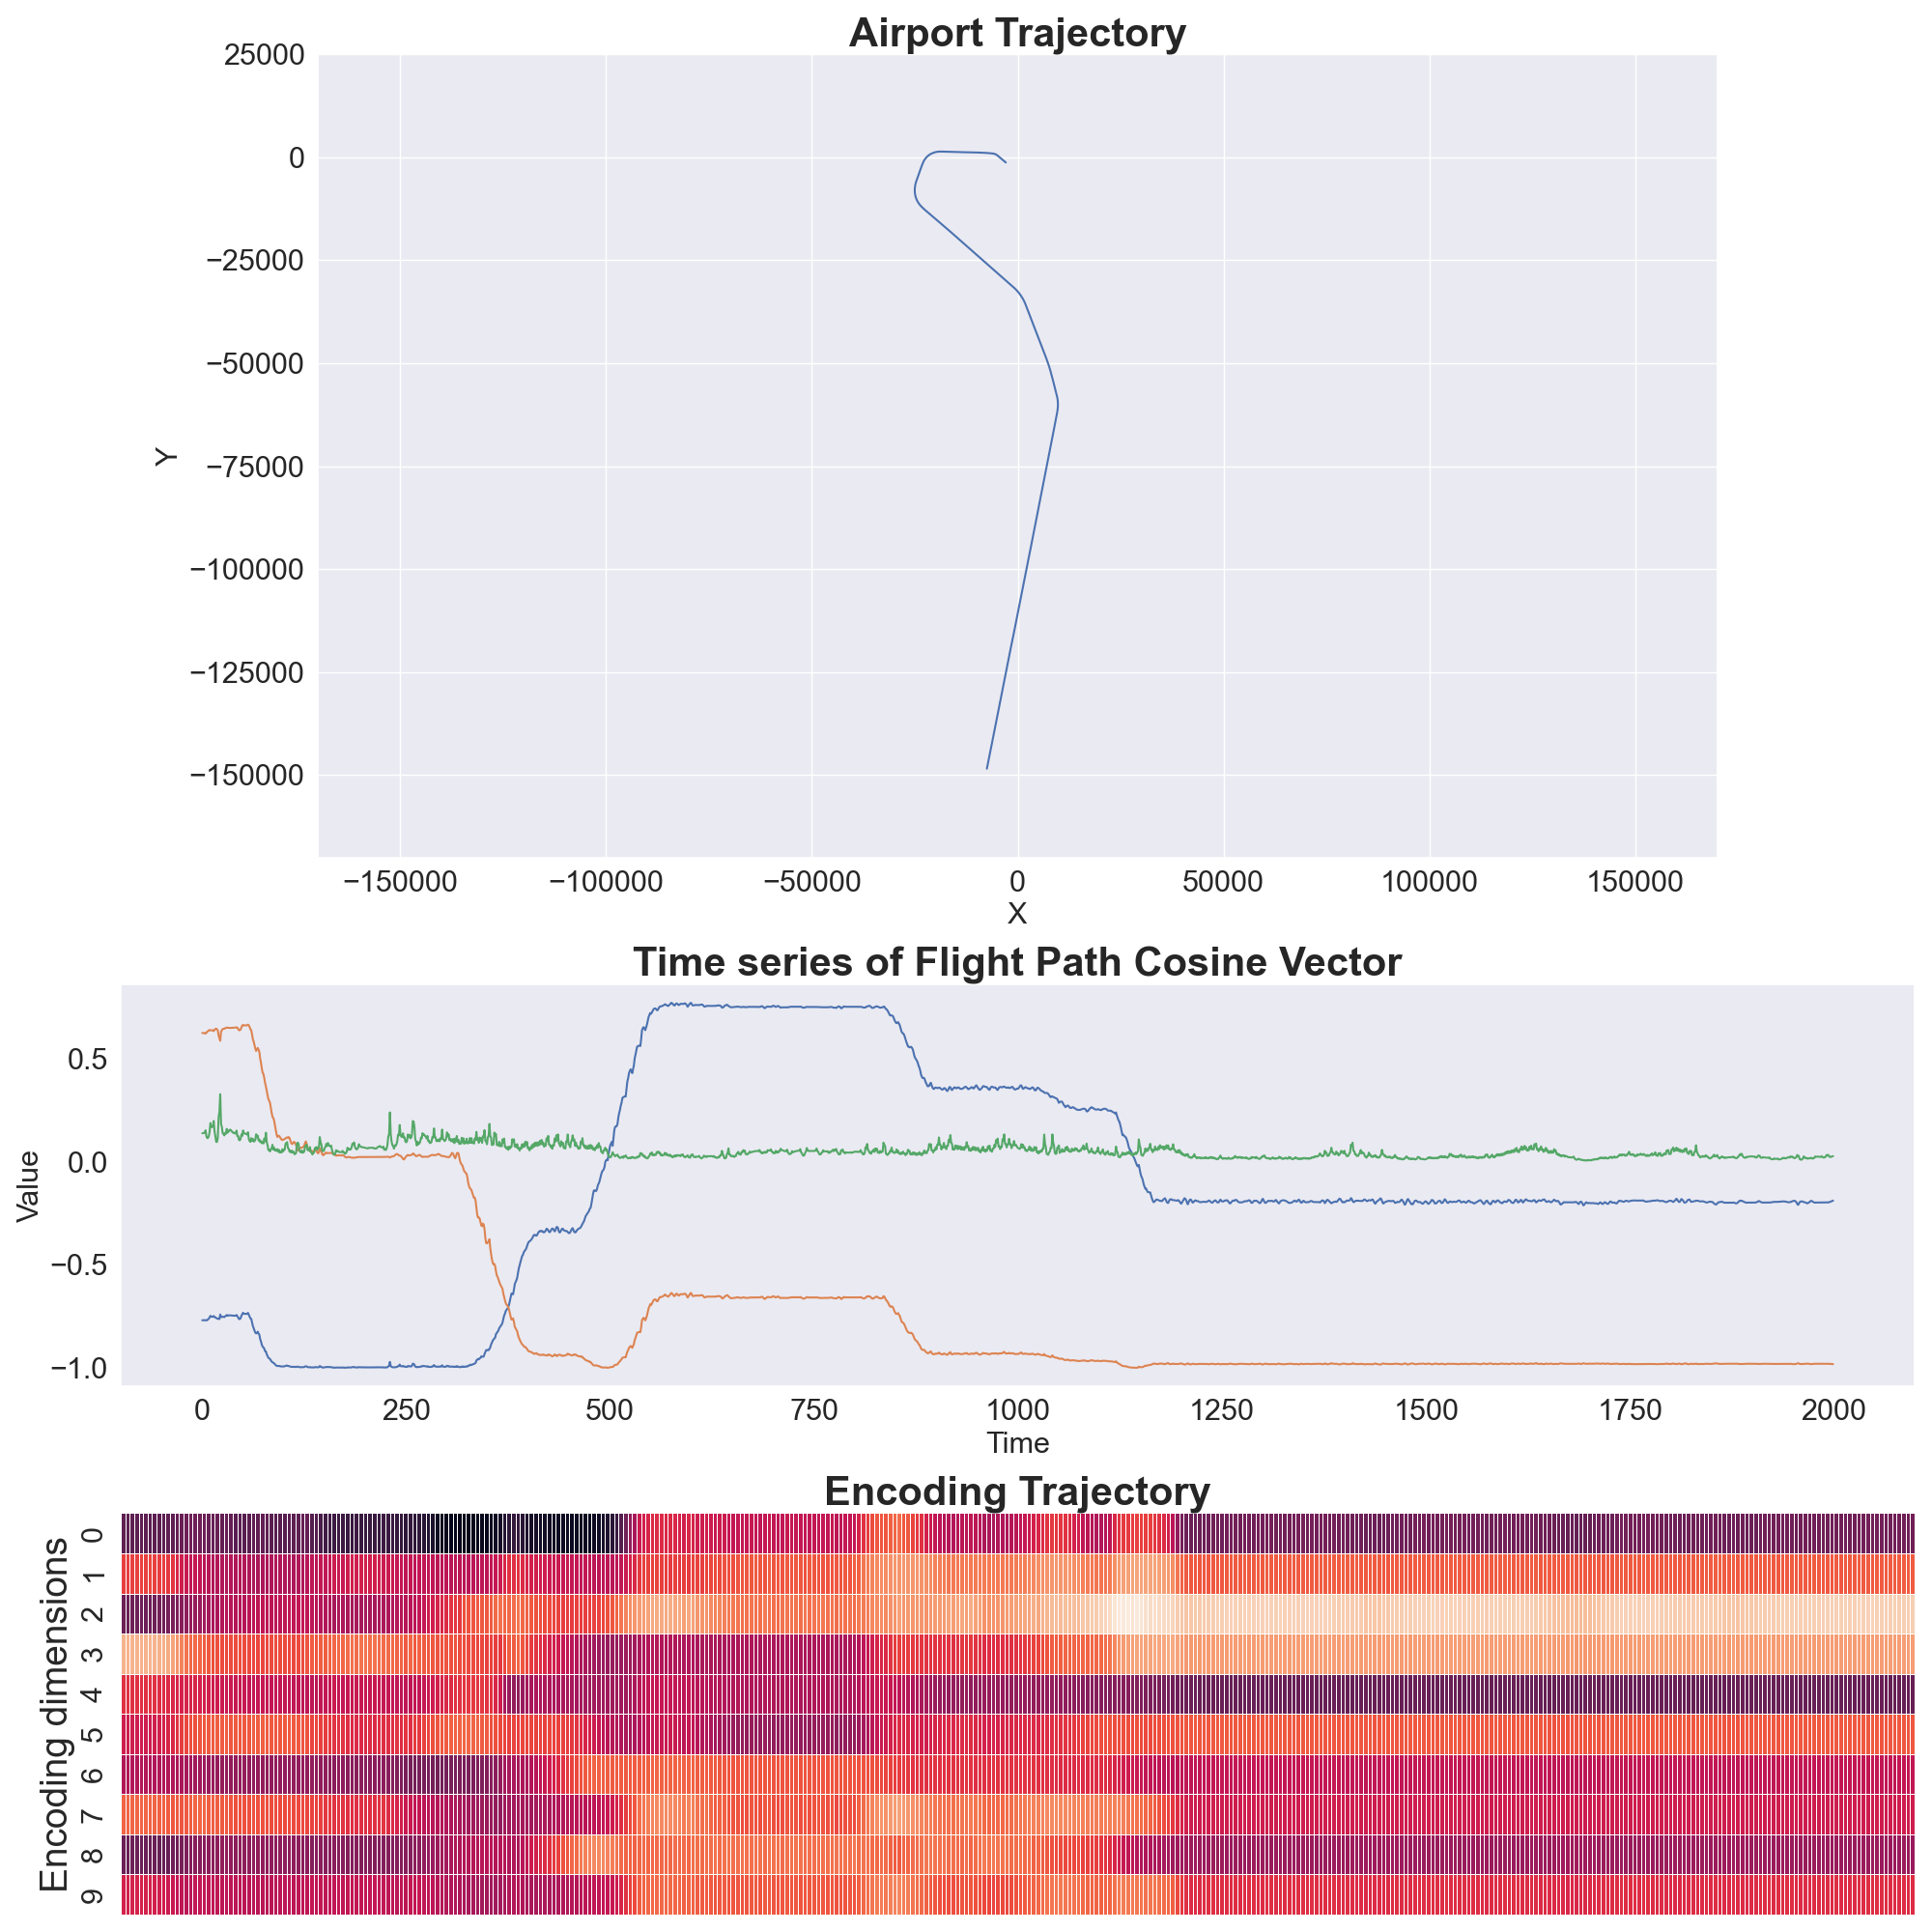 Airport Trajectory
25000
0
−25000
−50000
−75000
−100000
−125000
−150000
Y
−150000 −100000 −50000 0 50000 100000 150000
X
Time series of Flight Path Cosine Vector
0.5
0.0
−0.5
−1.0
Value
0 250 500 750 1000 1250 1500 1750 2000
Time
Encoding Trajectory
Encoding dimensions
0
1
2
3
4
5
6
7
8
9